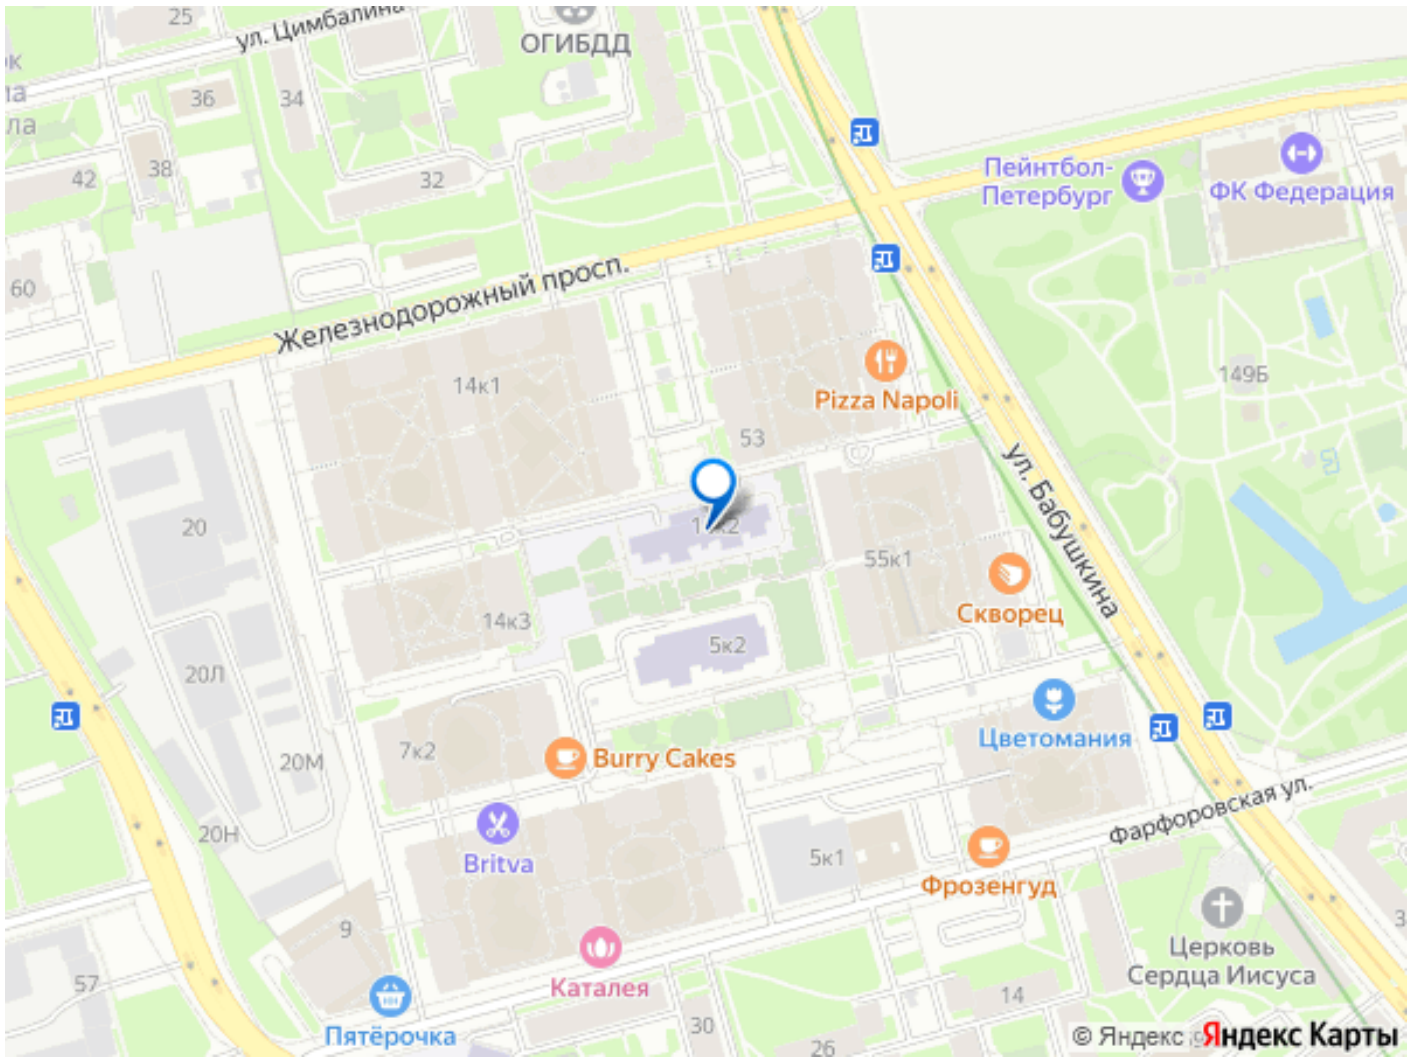 25
ул. Цимбалина
ОГИБДД
36
34
38
42
32
60
Пейнтбол-
Петербург
ФК Федерация
Железнодорожный просп.
14к1
Pizza Napoli
149Б
53
ул. Бабушкина
20
55к1
Скворец
14к3
5к2
20Л
Цветомания
7к2
Burry Cakes
20М
Фарфоровская ул.
20Н
Britva
5к1
Фрозенгуд
9
Церковь
Сердца Иисуса
Каталея
57
14
Пятёрочка
30
26
© Яндекс
Яндекс Карты